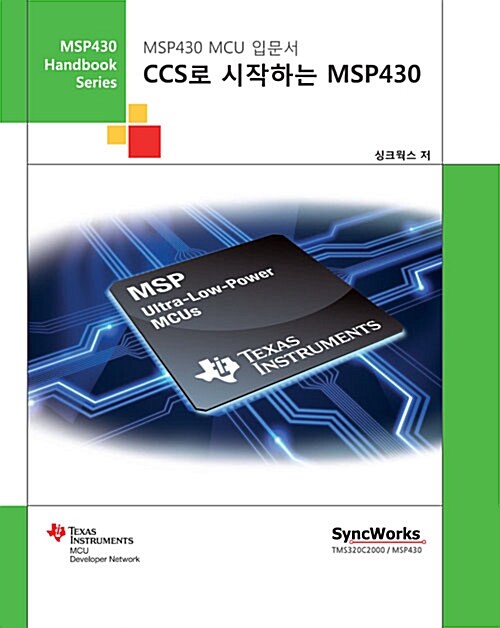 MSP430
Handbook
Series
MSP430 MCU 입문서
CCS로 시작하는 MSP430
싱크웍스 저
MSP
Ultra-Low-Power
MCUs
TEXAS
INSTRUMENTS
TEXAS
INSTRUMENTS
MCU
Developer Network
SyncWorks
TMS320C2000 / MSP430